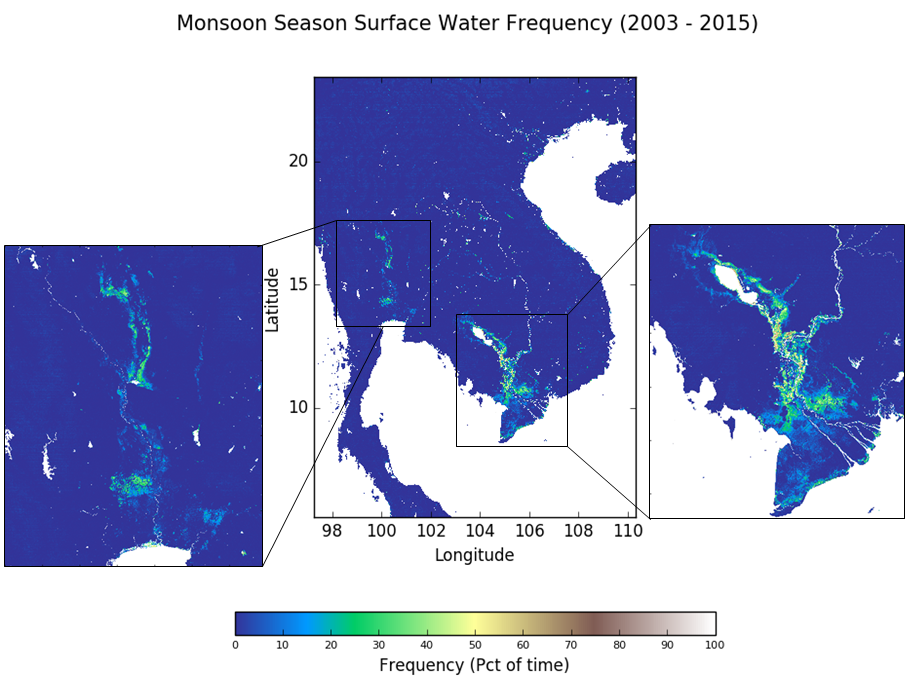 Monsoon Season Surface Water Frequency (2003 - 2015)
20
15
10
Latitude
98 100 102 104 106 108 110
Longitude
0 10 20 30 40 50 60 70 80 90 100
Frequency (Pct of time)